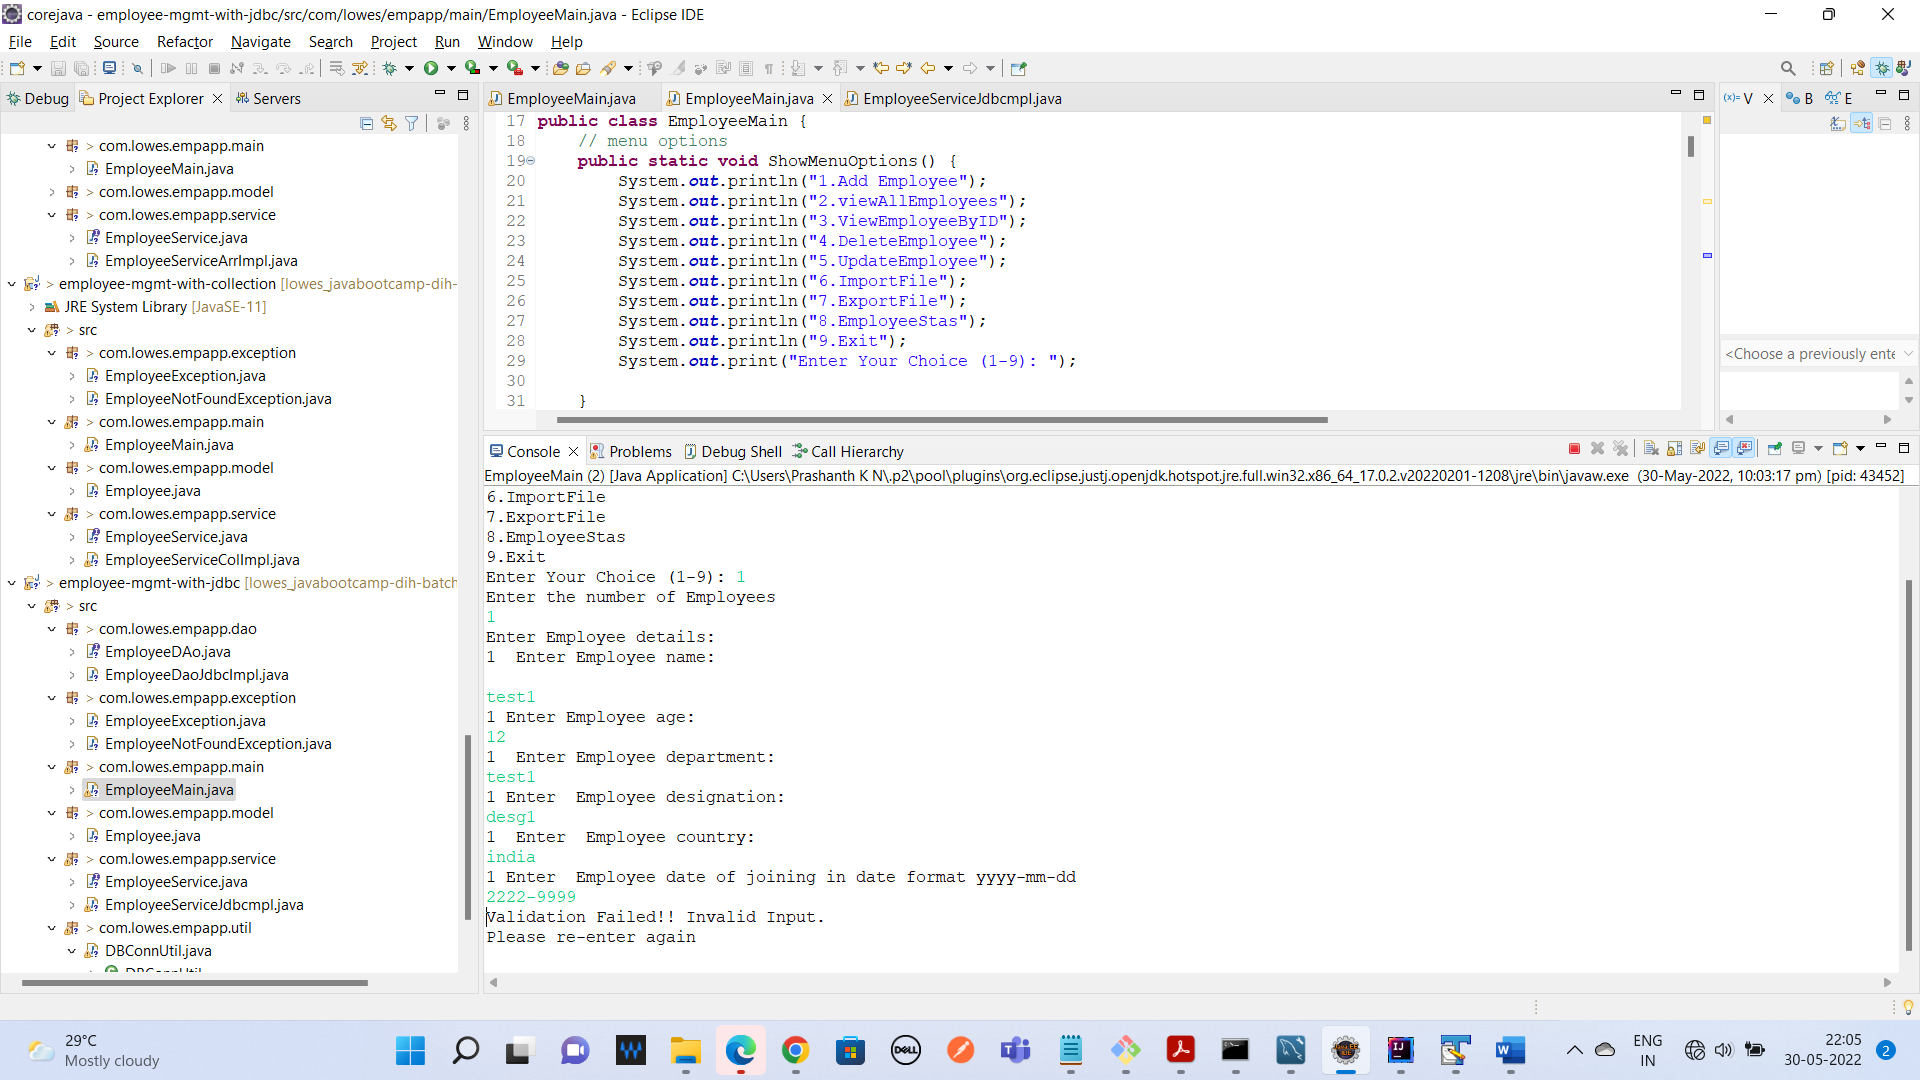 corejava - employee-mgmt-with-jdbc/src/com/lowes/empapp/main/EmployeeMain.java - Eclipse IDE
File Edit Source Refactor Navigate Search Project Run Window Help
Debug Project Explorer Servers
com.lowes.empapp.main
EmployeeMain.java
> com.lowes.empapp.model
> com.lowes.empapp.service
EmployeeService.java
EmployeeServiceArrImpl.java
> employee-mgmt-with-collection [lowes_javabootcamp-dih-
JRE System Library [JavaSE-11]
> src
> com.lowes.empapp.exception
EmployeeException.java
EmployeeNotFoundException.java
> com.lowes.empapp.main
EmployeeMain.java
> com.lowes.empapp.model
Employee.java
> com.lowes.empapp.service
EmployeeService.java
EmployeeServiceColImpl.java
> employee-mgmt-with-jdbc [lowes_javabootcamp-dih-batch
> src
> com.lowes.empapp.dao
EmployeeDAo.java
EmployeeDaoJdbcImpl.java
> com.lowes.empapp.exception
EmployeeException.java
EmployeeNotFoundException.java
> com.lowes.empapp.main
EmployeeMain.java
> com.lowes.empapp.model
Employee.java
> com.lowes.empapp.service
EmployeeService.java
EmployeeServiceJdbcmpl.java
> com.lowes.empapp.util
DBConnUtil.java
EmployeeMain.java EmployeeMain.java EmployeeServiceJdbcmpl.java
17 public class EmployeeMain {
18 // menu options
19 public static void ShowMenuOptions() {
20 System.out.println("1.Add Employee");
21 System.out.println("2.viewAllEmployees");
22 System.out.println("3.ViewEmployeeByID");
23 System.out.println("4.DeleteEmployee");
24 System.out.println("5.UpdateEmployee");
25 System.out.println("6.ImportFile");
26 System.out.println("7.ExportFile");
27 System.out.println("8.EmployeeStas");
28 System.out.println("9.Exit");
29 System.out.print("Enter Your Choice (1-9): ");
30
31 }
(x)= V B E
<Choose a previously ente
Console Problems Debug Shell Call Hierarchy
EmployeeMain (2) [Java Application] C:\Users\Prashanth K N\.p2\pool\plugins\org.eclipse.justj.openjdk.hotspot.jre.full.win32.x86_64_17.0.2.v20220201-1208\jre\bin\javaw.exe (30-May-2022, 10:03:17 pm) [pid: 43452]
6.ImportFile
7.ExportFile
8.EmployeeStas
9.Exit
Enter Your Choice (1-9): 1
Enter the number of Employees
1
Enter Employee details:
1 Enter Employee name:
test1
1 Enter Employee age:
12
1 Enter Employee department:
test1
1 Enter Employee designation:
desg1
1 Enter Employee country:
india
1 Enter Employee date of joining in date format yyyy-mm-dd
2222-9999
Validation Failed!! Invalid Input.
Please re-enter again
29°C
Mostly cloudy
DELL
ENG
IN
22:05
30-05-2022
2